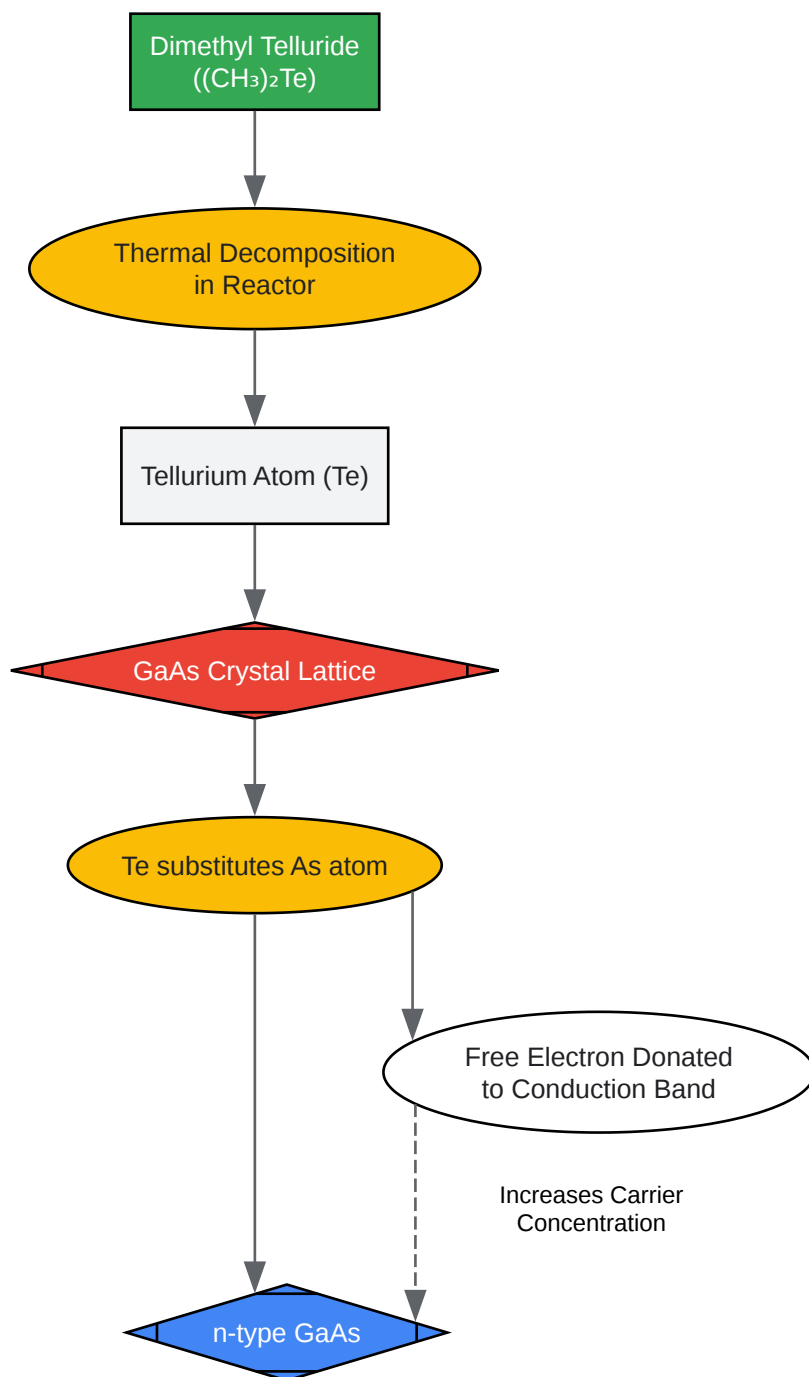 Dimethyl Telluride
((CH₃)₂Te)
Thermal Decomposition
in Reactor
Tellurium Atom (Te)
GaAs Crystal Lattice
Te substitutes As atom
Free Electron Donated
to Conduction Band
Increases Carrier
Concentration
n-type GaAs